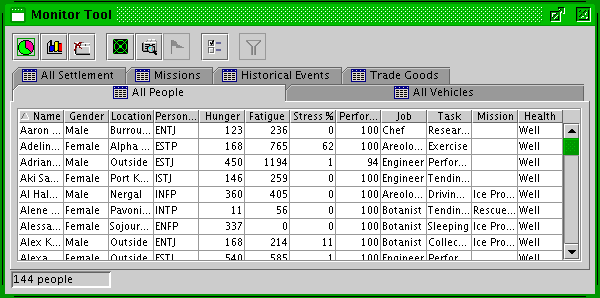 Monitor Tool
All Settlement Missions Historical Events Trade Goods
All People All Vehicles
Name Gender Location Person... Hunger Fatigue Stress % Perfor... Job Task Mission Health
Aaron ... Male Burrou... ENTJ 123 236 0 100 Chef Resear... Well
Adelin... Female Alpha ... ESTP 168 765 62 100 Areolo... Exercise Well
Adrian... Male Outside ESTJ 450 1194 1 94 Engineer Perfor... Well
Aki Sa... Female Port K... ISTJ 146 259 0 100 Botanist Tendin... Well
Al Hal... Male Nergal INFP 360 405 0 100 Areolo... Drivin... Ice Pro... Well
Alene ... Female Pavoni... INTP 11 56 0 100 Botanist Tendin... Rescue... Well
Alessa... Female Sojour... ENFP 337 0 0 100 Botanist Sleeping Ice Pro... Well
Alex K... Male Outside ENTJ 168 214 11 100 Botanist Collec... Ice Pro... Well
Alexa Female Outside ESTJ 540 585 1 100 Engineer Perfor... Well
144 people